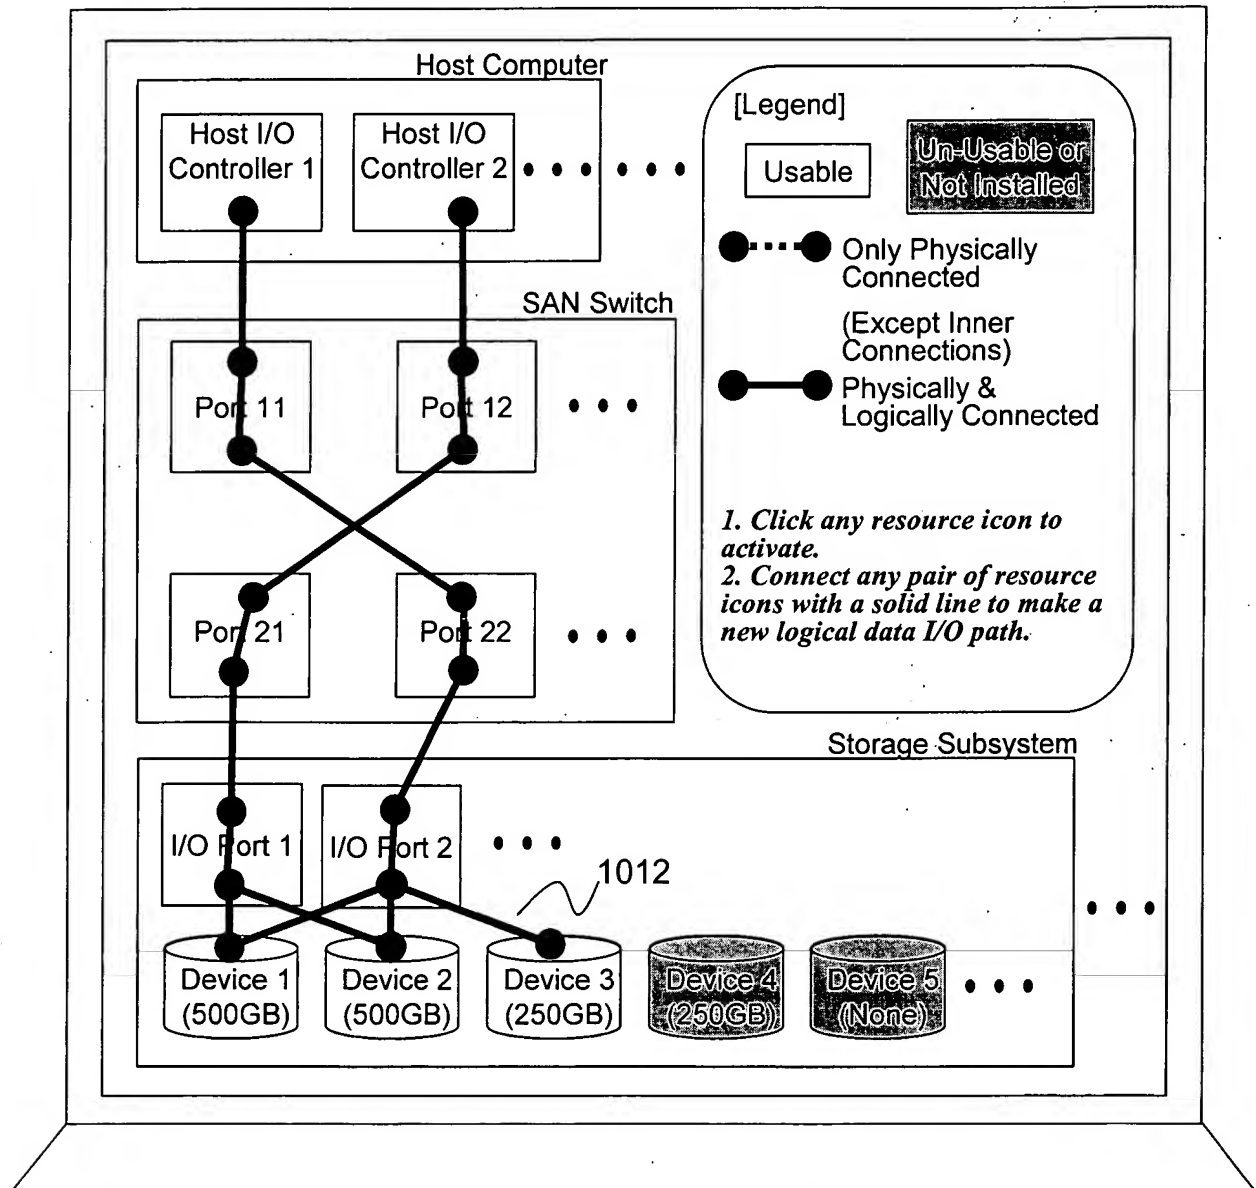 Host Computer
Host I/O
Controller 1
Host I/O
Controller 2
[Legend]
Usable
Un-Usable or
Not Installed
Only Physically
Connected
(Except Inner
Connections)
Physically &
Logically Connected
1. Click any resource icon to
activate.
2. Connect any pair of resource
icons with a solid line to make a
new logical data I/O path.
SAN Switch
Port 11
Port 12
Port 21
Port 22
Storage Subsystem
I/O Port 1
I/O Port 2
1012
Device 1
(500GB)
Device 2
(500GB)
Device 3
(250GB)
Device 4
(250GB)
Device 5
(None)